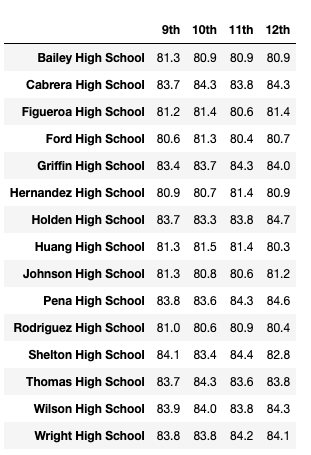 9th 10th 11th 12th
Bailey High School 81.3 80.9 80.9 80.9
Cabrera High School 83.7 84.3 83.8 84.3
Figueroa High School 81.2 81.4 80.6 81.4
Ford High School 80.6 81.3 80.4 80.7
Griffin High School 83.4 83.7 84.3 84.0
Hernandez High School 80.9 80.7 81.4 80.9
Holden High School 83.7 83.3 83.8 84.7
Huang High School 81.3 81.5 81.4 80.3
Johnson High School 81.3 80.8 80.6 81.2
Pena High School 83.8 83.6 84.3 84.6
Rodriguez High School 81.0 80.6 80.9 80.4
Shelton High School 84.1 83.4 84.4 82.8
Thomas High School 83.7 84.3 83.6 83.8
Wilson High School 83.9 84.0 83.8 84.3
Wright High School 83.8 83.8 84.2 84.1